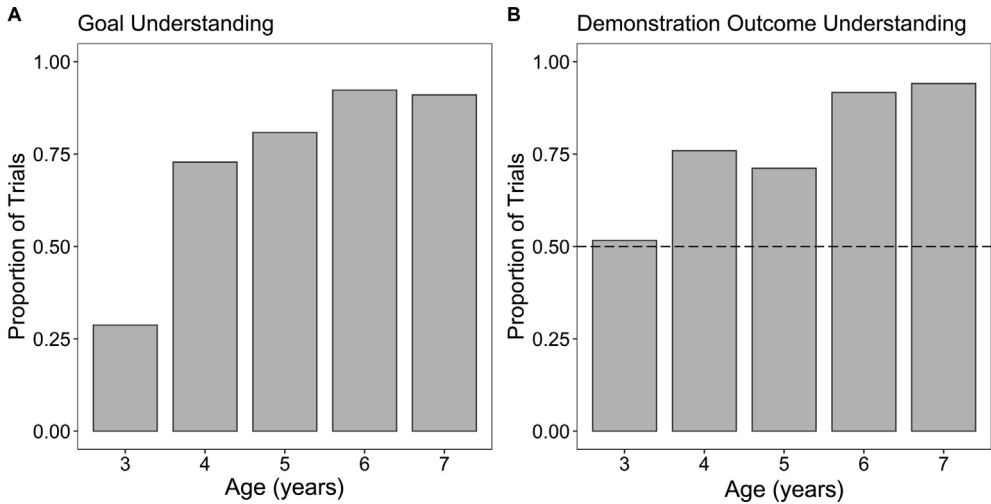 A
Goal Understanding
1.00
0.75
0.50
0.25
0.00
Proportion of Trials
3 4 5 6 7
Age (years)
B
Demonstration Outcome Understanding
1.00
0.75
0.50
0.25
0.00
Proportion of Trials
3 4 5 6 7
Age (years)